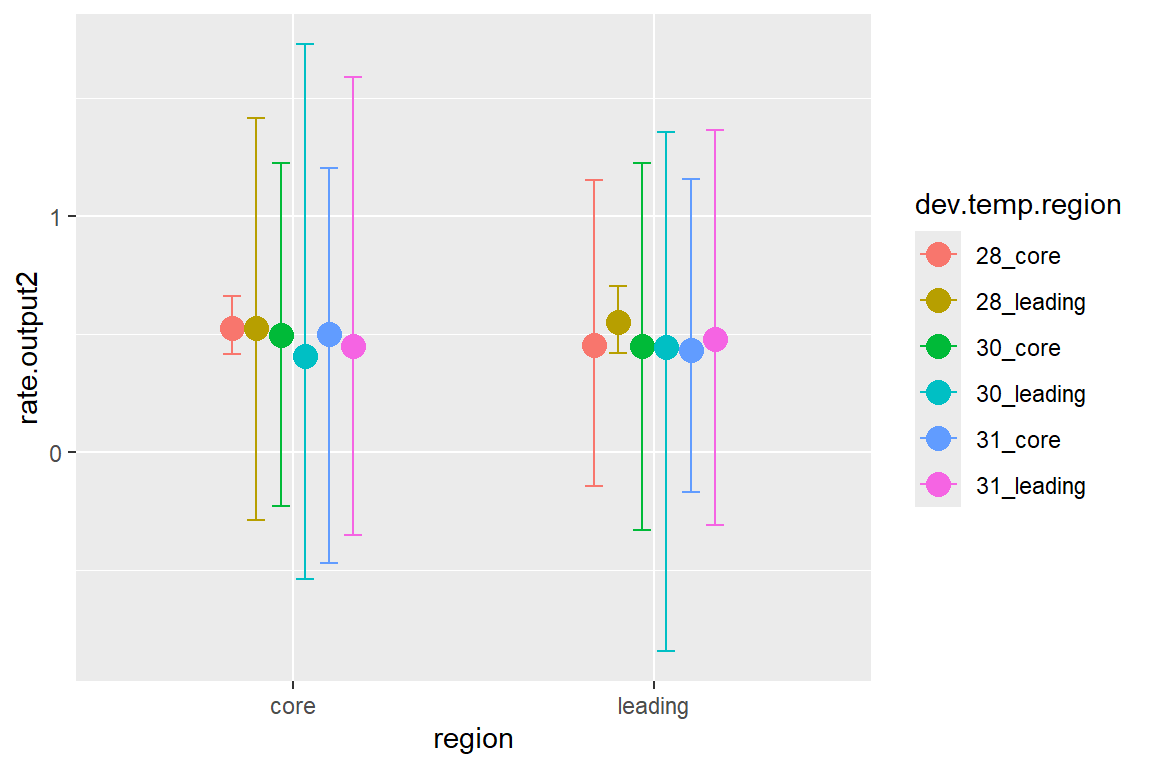 rate.output2
1
0
core
leading
region
dev.temp.region
28_core
28_leading
30_core
30_leading
31_core
31_leading